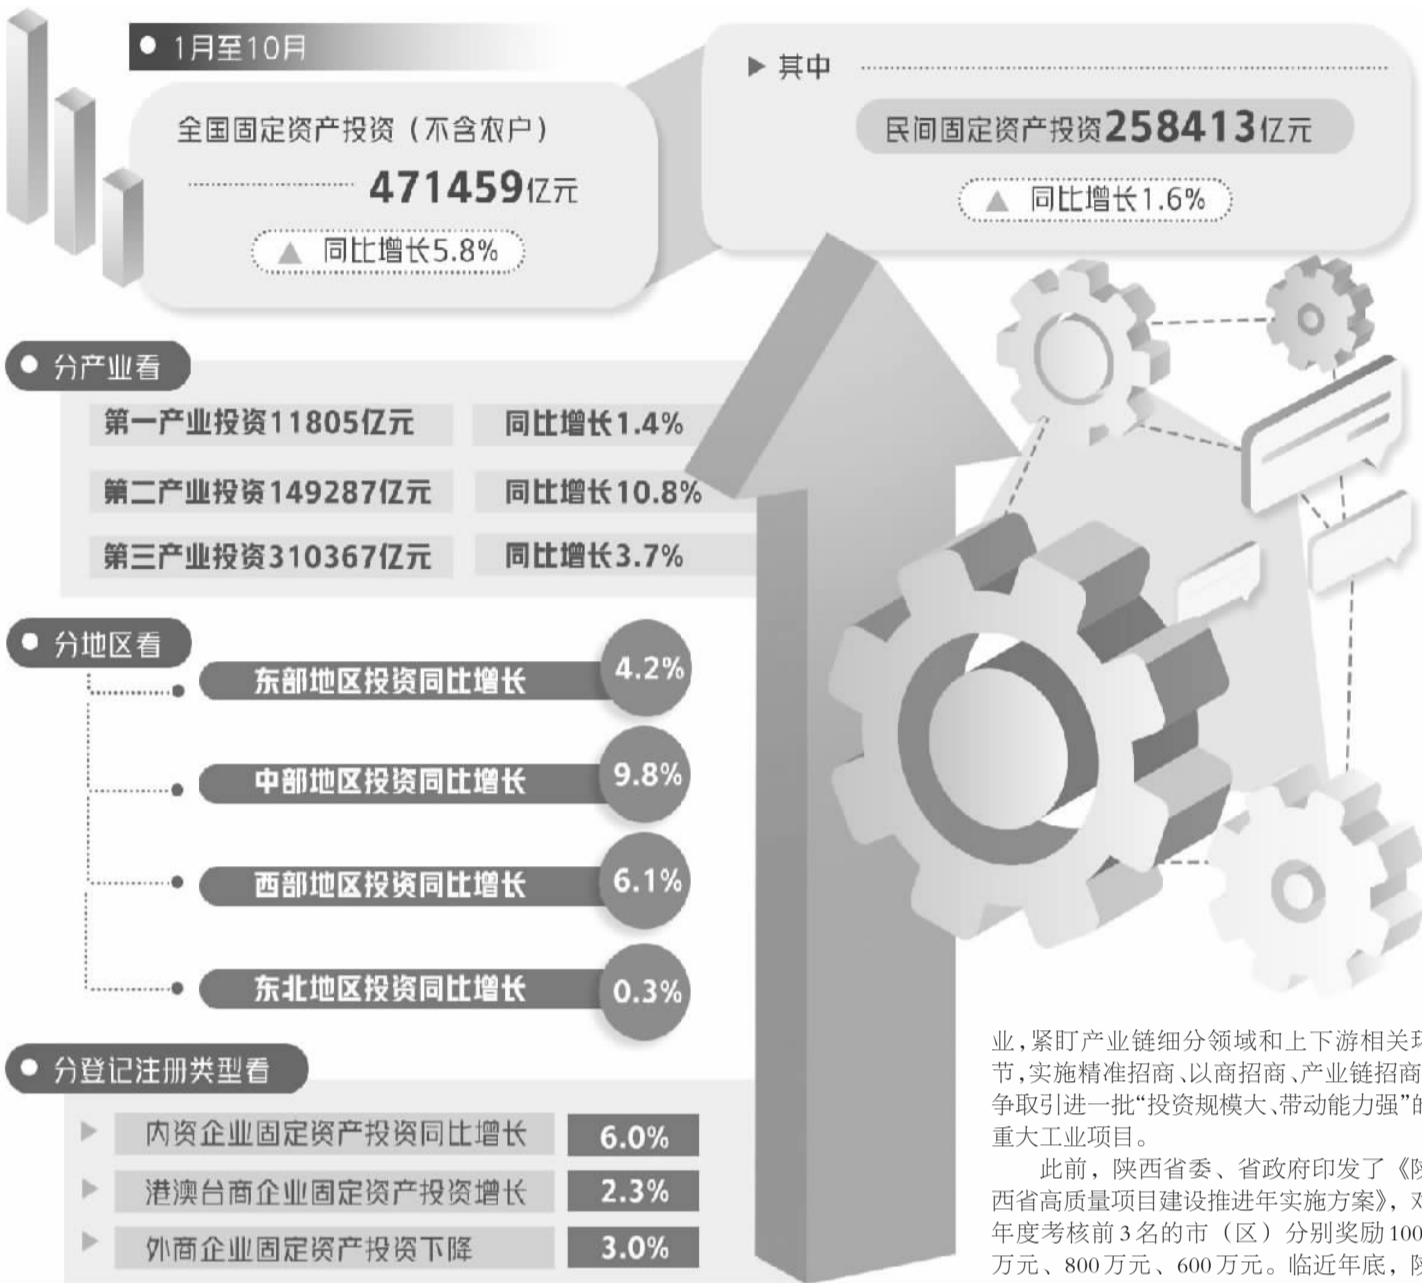 1月至10月
全国固定资产投资（不含农户）
471459亿元
同比增长5.8%
其中
民间固定资产投资258413亿元
同比增长1.6%
分产业看
第一产业投资11805亿元 同比增长1.4%
第二产业投资149287亿元 同比增长10.8%
第三产业投资310367亿元 同比增长3.7%
分地区看
东部地区投资同比增长 4.2%
中部地区投资同比增长 9.8%
西部地区投资同比增长 6.1%
东北地区投资同比增长 0.3%
分登记注册类型看
内资企业固定资产投资同比增长 6.0%
港澳台商企业固定资产投资增长 2.3%
外商企业固定资产投资下降 3.0%
业，紧盯产业链细分领域和上下游相关环
节，实施精准招商、以商招商、产业链招商
争取引进一批“投资规模大、带动能力强”的
重大工业项目。
此前，陕西省委、省政府印发了《陕
西省高质量项目建设推进年实施方案》，对
年度考核前3名的市（区）分别奖励100
万元、800万元、600万元。临近年底，陕